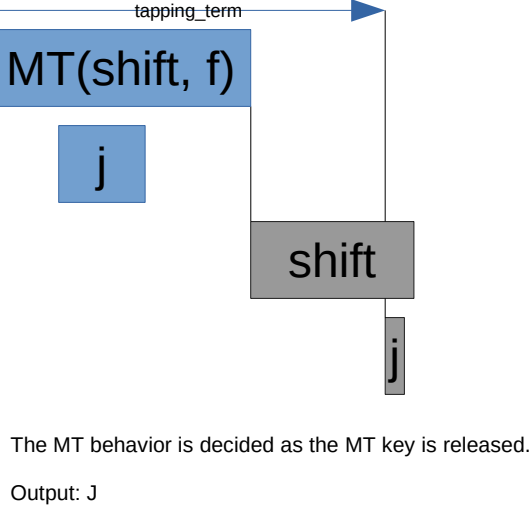 tapping_term
MT(shift, f)
j
shift
j
The MT behavior is decided as the MT key is released.
Output: J